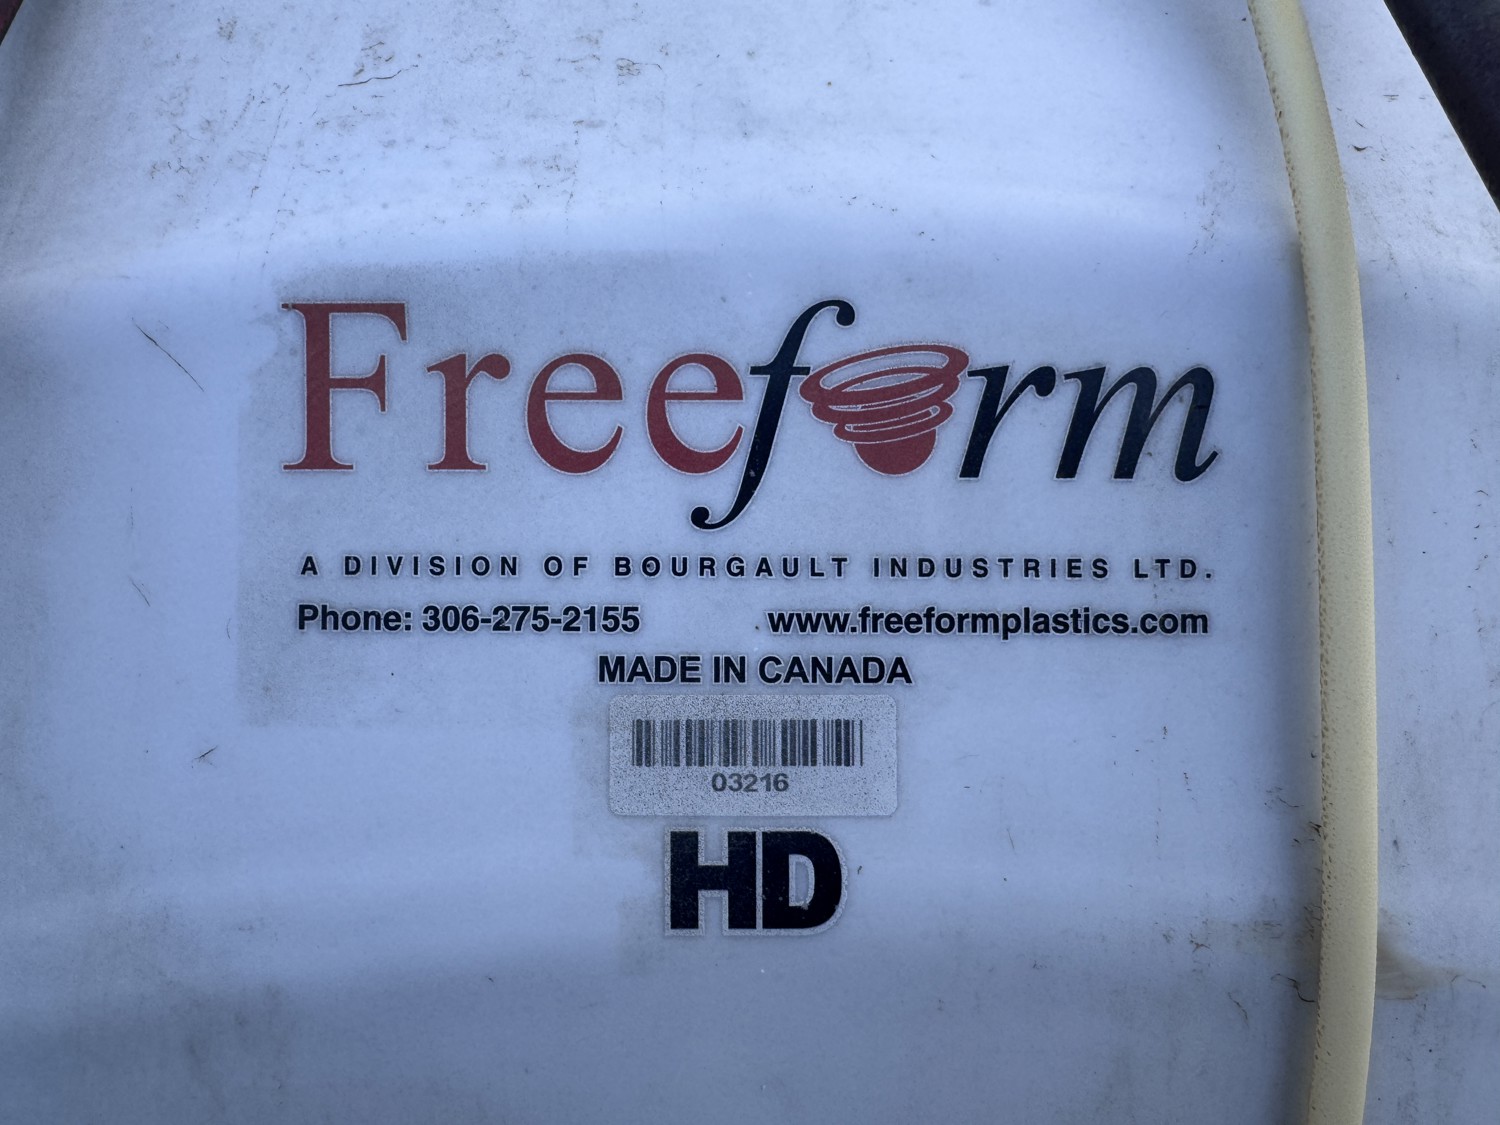 Freeform
A DIVISION OF BOURGAULT INDUSTRIES LTD.
Phone: 306-275-2155 www.freeformplastics.com
MADE IN CANADA
03216
HD